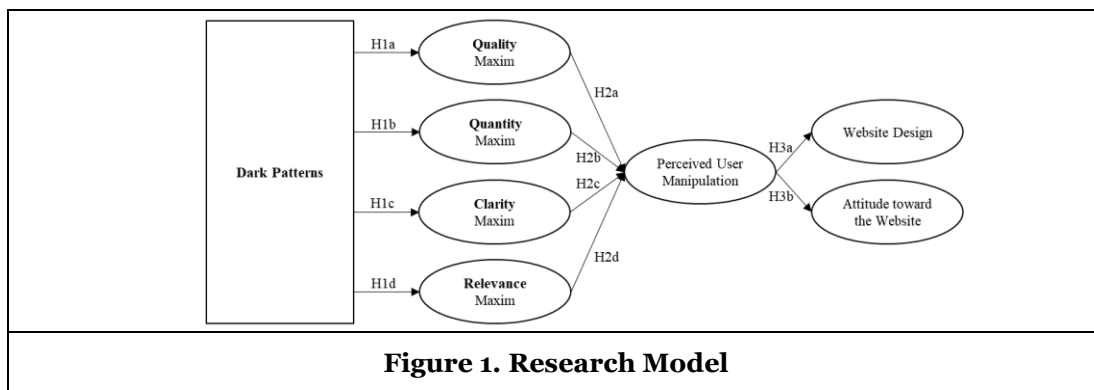 H1a
Quality
Maxim
H2a
H1b
Quantity
Maxim
H2b
Dark Patterns
H1c
Clarity
Maxim
H2c
H1d
Relevance
Maxim
H2d
Perceived User
Manipulation
H3a
Website Design
H3b
Attitude toward
the Website
Figure 1. Research Model